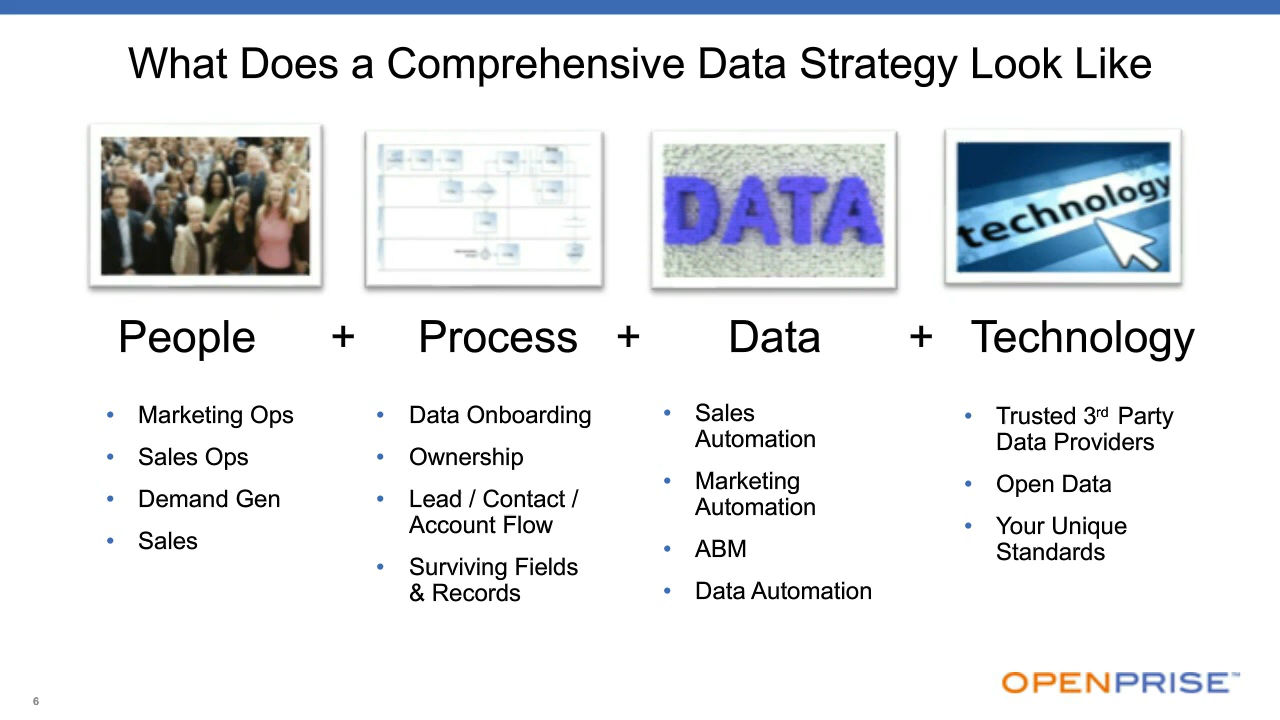 What Does a Comprehensive Data Strategy Look Like
DATA
technology
People + Process + Data + Technology
• Marketing Ops
• Sales Ops
• Demand Gen
• Sales
• Data Onboarding
• Ownership
• Lead / Contact /
Account Flow
• Surviving Fields
& Records
• Sales
Automation
• Marketing
Automation
• ABM
• Data Automation
• Trusted 3rd Party
Data Providers
• Open Data
• Your Unique
Standards
6
OPENPRISE™